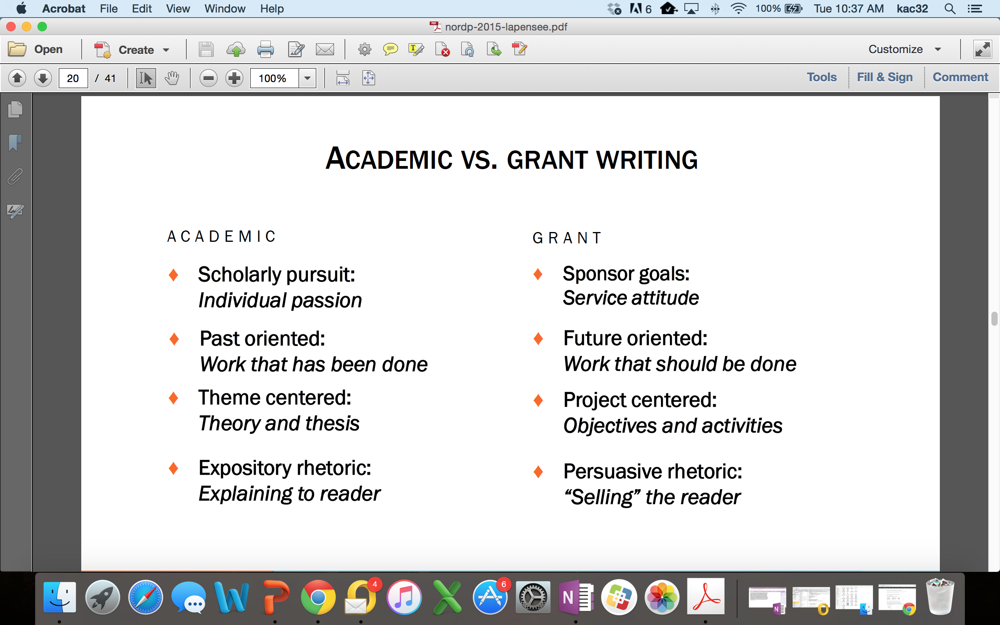 Acrobat File Edit View Window Help 6 100% Tue 10:37 AM kac32
nordp-2015-lapensee.pdf
Open Create Customize
20 / 41 100% Tools Fill & Sign Comment
ACADEMIC VS. GRANT WRITING
ACADEMIC
Scholarly pursuit:
Individual passion
Past oriented:
Work that has been done
Theme centered:
Theory and thesis
Expository rhetoric:
Explaining to reader
GRANT
Sponsor goals:
Service attitude
Future oriented:
Work that should be done
Project centered:
Objectives and activities
Persuasive rhetoric:
“Selling” the reader
4
6